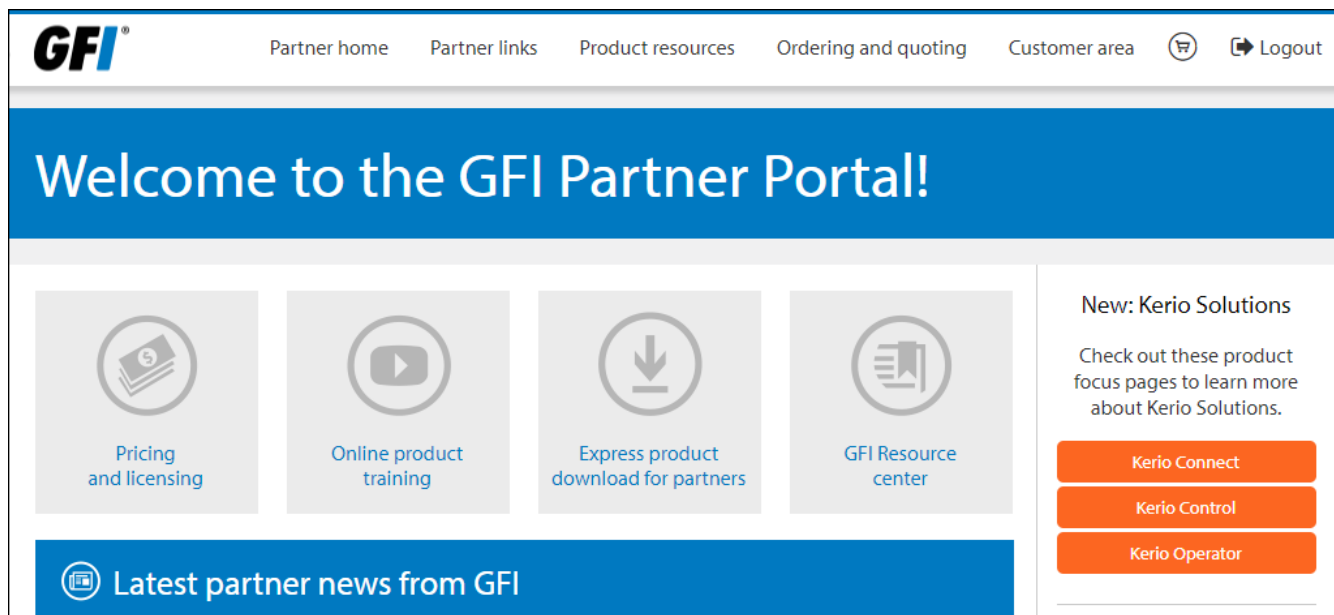 GFI®
Partner home Partner links Product resources Ordering and quoting Customer area Logout
Welcome to the GFI Partner Portal!
Pricing
and licensing
Online product
training
Express product
download for partners
GFI Resource
center
New: Kerio Solutions
Check out these product
focus pages to learn more
about Kerio Solutions.
Kerio Connect
Kerio Control
Kerio Operator
Latest partner news from GFI